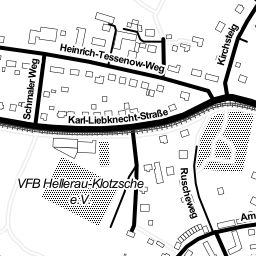 Kirchsteig
Heinrich-Tessenow-Weg
Schmaler Weg
Karl-Liebknecht-Straße
VFB Hellerau-Klotzsche
e.V.
Ruscheweg
Am